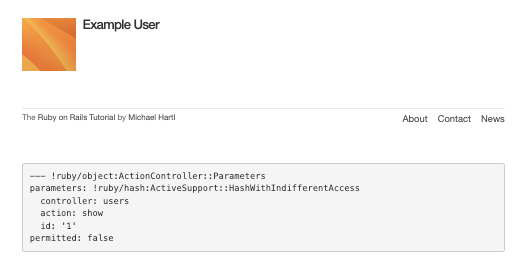 Example User
The Ruby on Rails Tutorial by Michael Hartl
About Contact News
--- !ruby/object:ActionController::Parameters
parameters: !ruby/hash:ActiveSupport::HashWithIndifferentAccess
  controller: users
  action: show
  id: '1'
permitted: false